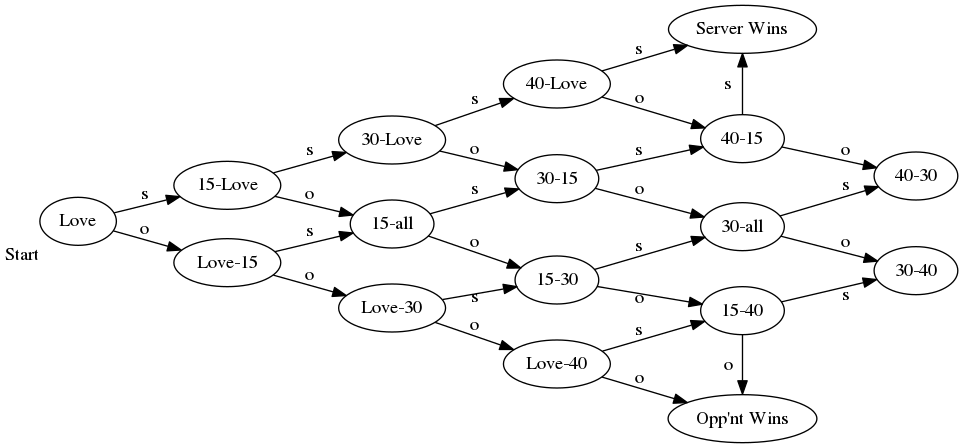 Server Wins
s
40-Love
s
s
o
40-15
30-Love
s
o
s
o
40-30
15-Love
o
30-15
s
s
o
s
Love
15-all
30-all
o
s
o
o
Start
Love-15
15-30
s
30-40
o
s
o
s
Love-30
15-40
o
s
o
Love-40
o
Opp'nt Wins